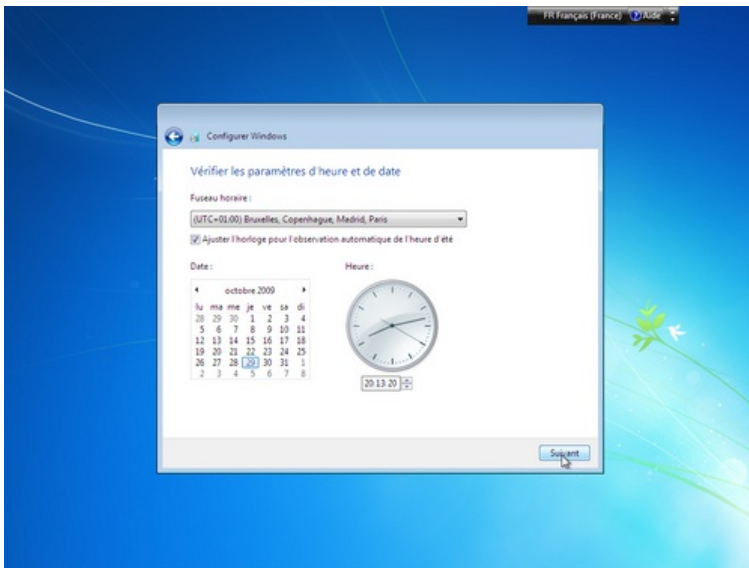 FR Français (France) Aide
Configurer Windows
Vérifier les paramètres d'heure et de date
Fuseau horaire :
(UTC+01:00) Bruxelles, Copenhague, Madrid, Paris
Ajuster l'horloge pour l'observation automatique de l'heure d'été
Date : Heure :
octobre 2009
lu ma me je ve sa di
28 29 30 1 2 3 4
5 6 7 8 9 10 11
12 13 14 15 16 17 18
19 20 21 22 23 24 25
26 27 28 29 30 31 1
2 3 4 5 6 7 8
20:13:20
Suivant